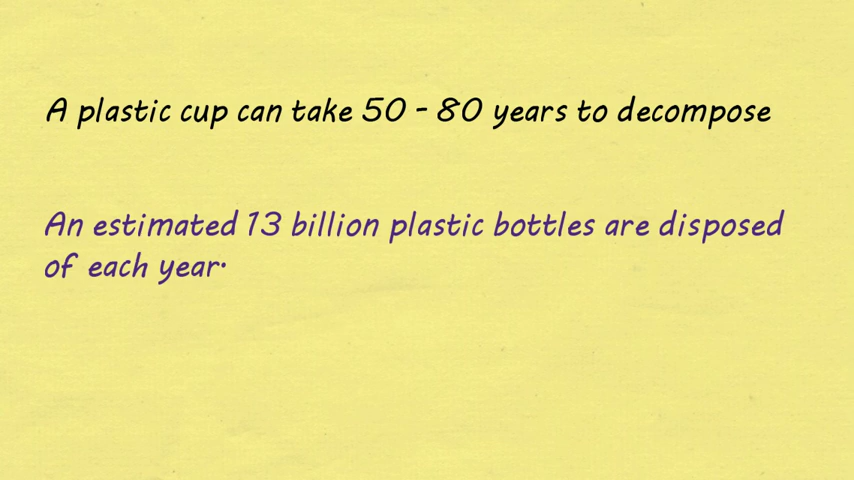 A plastic cup can take 50 - 80 years to decompose
An estimated 13 billion plastic bottles are disposed
of each year.